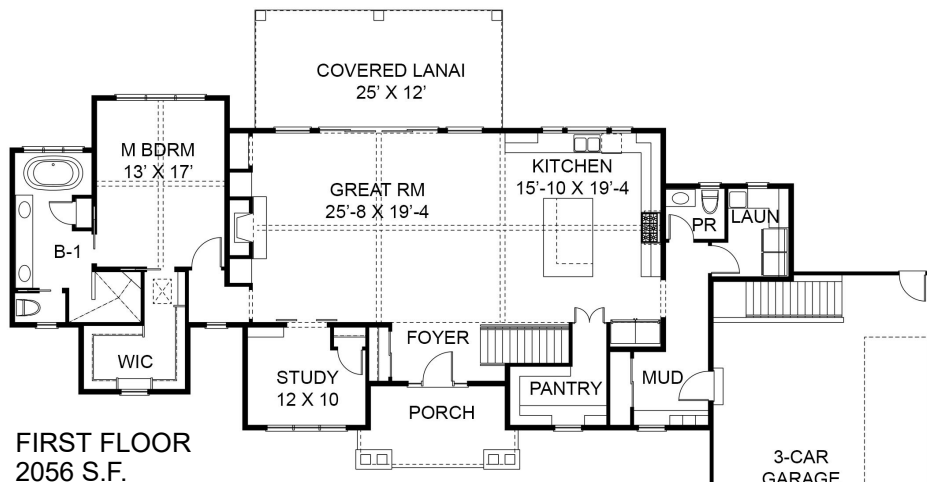 COVERED LANAI
25' X 12'
M BDRM
13' X 17'
KITCHEN
15'-10 X 19'-4
GREAT RM
25'-8 X 19'-4
PR
LAUN
B-1
FOYER
WIC
STUDY
12 X 10
PANTRY
MUD
PORCH
FIRST FLOOR
2056 S.F.
3-CAR
GARAGE